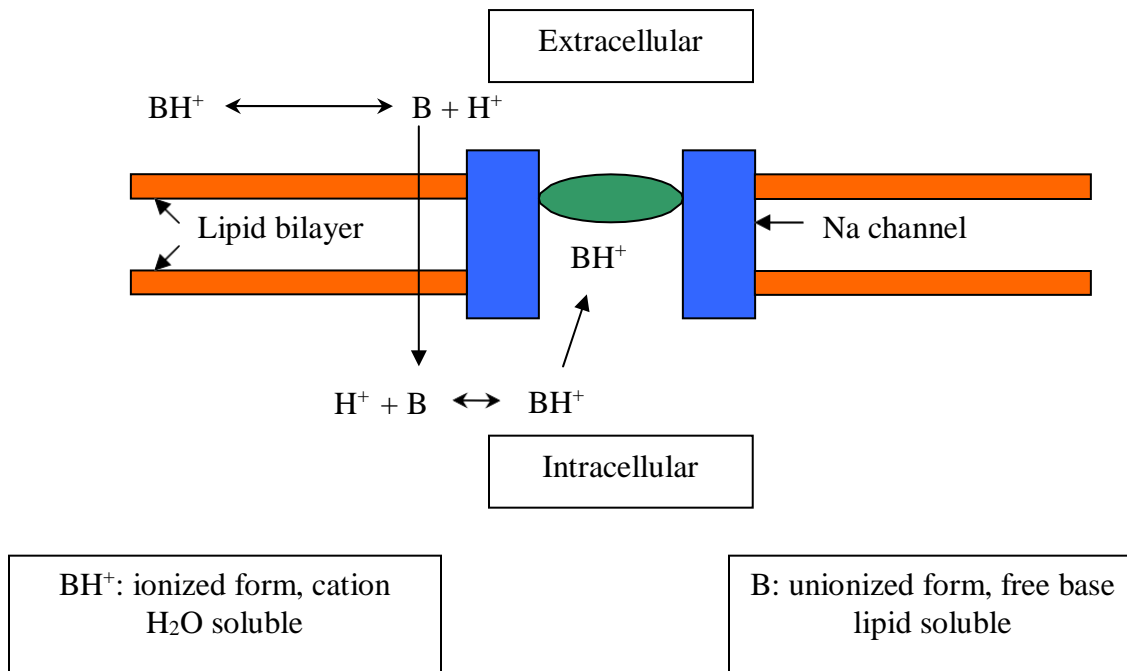 Extracellular
BH⁺ B + H⁺
Lipid bilayer
Na channel
BH⁺
H⁺ + B BH⁺
Intracellular
BH⁺: ionized form, cation
H₂O soluble
B: unionized form, free base
lipid soluble